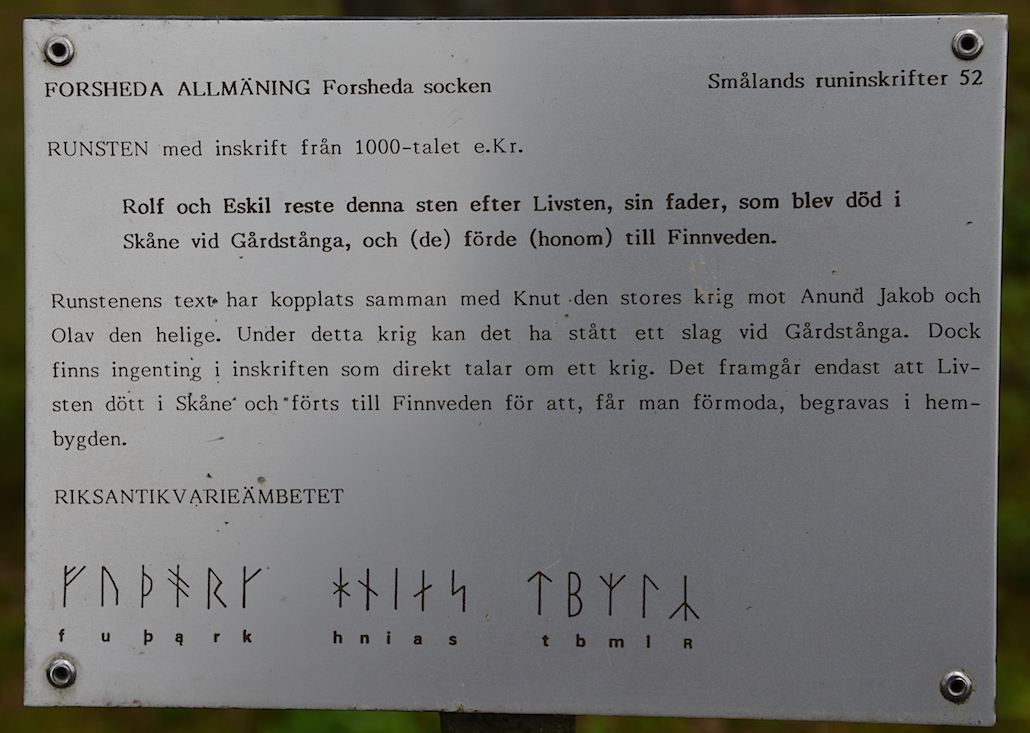 FORSHEDA ALLMÄNING Forsheda socken Smålands runinskrifter 52
RUNSTEN med inskrift från 1000-talet e.Kr.
Rolf och Eskil reste denna sten efter Livsten, sin fader, som blev död i
Skåne vid Gårdstånga, och (de) förde (honom) till Finnveden.
Runstenens text har kopplats samman med Knut den stores krig mot Anund Jakob och
Olav den helige. Under detta krig kan det ha stått ett slag vid Gårdstånga. Dock
finns ingenting i inskriften som direkt talar om ett krig. Det framgår endast att Liv-
sten dött i Skåne och förts till Finnveden för att, får man förmoda, begravas i hem-
bygden.
RIKSANTIKVARIEÄMBETET
ᚠᚢᚦᚬᚱᚴ ᚼᚾᛁᛅᛋ ᛏᛒᛘᛚᛦ
f u þ ą r k h n i a s t b m l ʀ